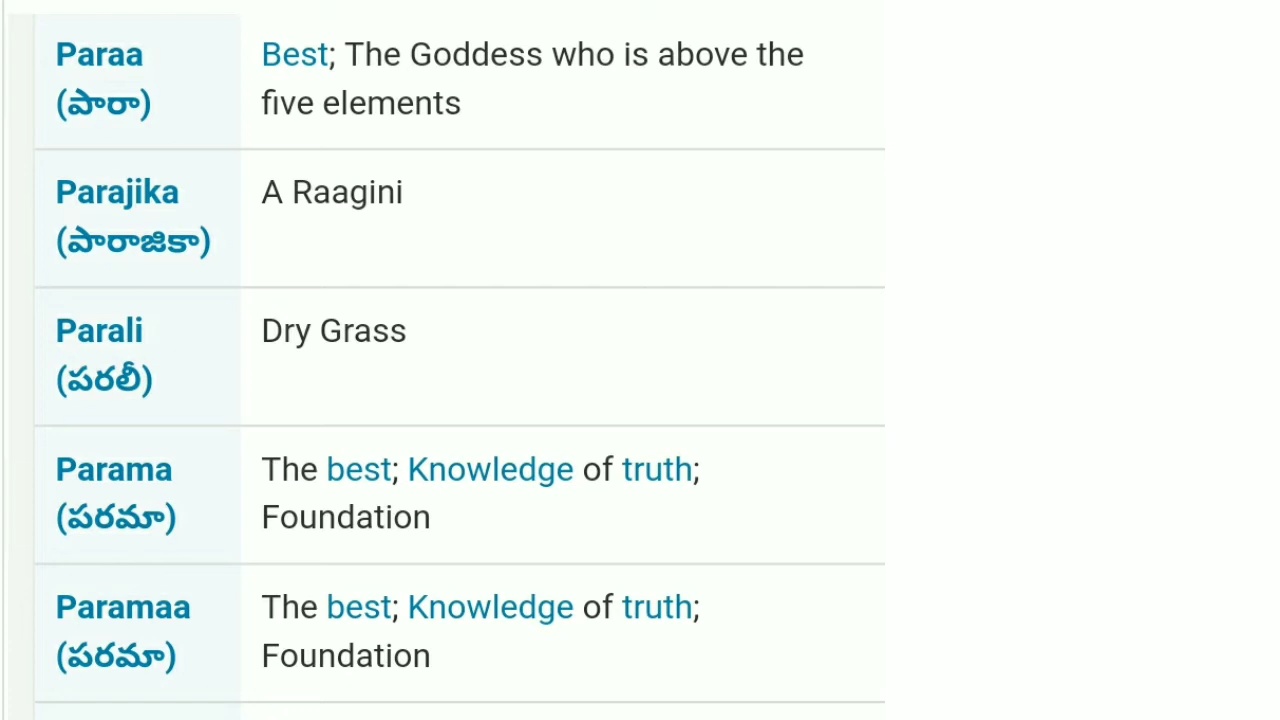 Paraa
(పారా)
Best; The Goddess who is above the
five elements
Parajika
(పారాజికా)
A Raagini
Parali
(పరలీ)
Dry Grass
Parama
(పరమా)
The best; Knowledge of truth;
Foundation
Paramaa
(పరమా)
The best; Knowledge of truth;
Foundation